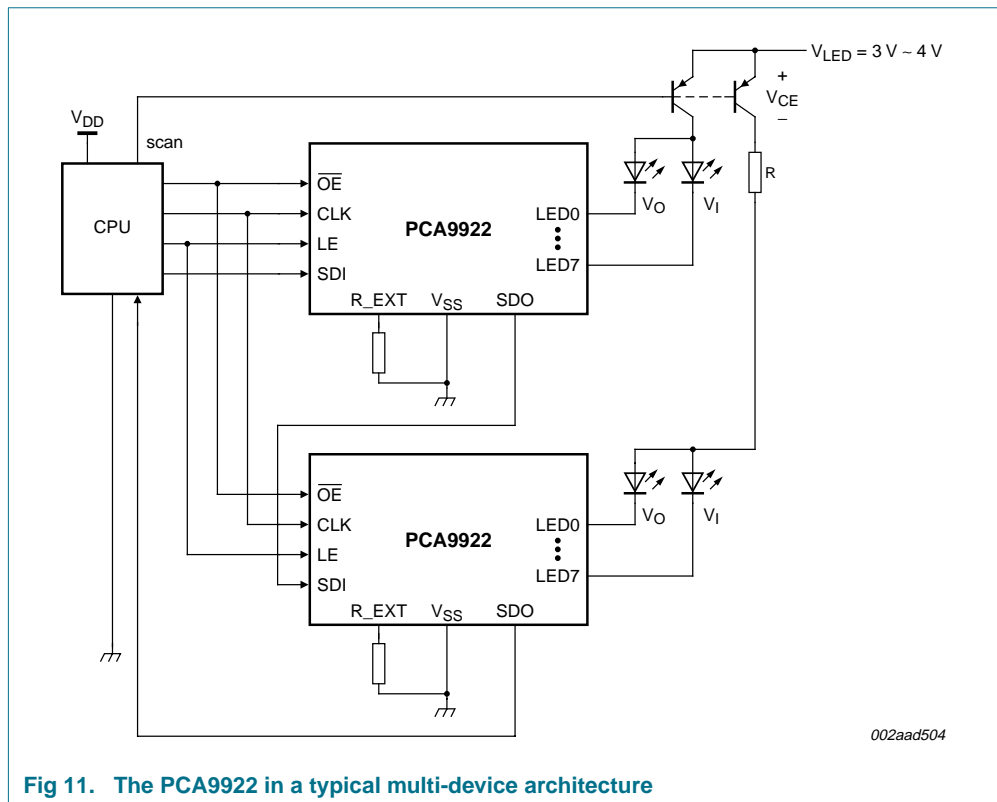 V_LED = 3 V ~ 4 V
+
V_CE
−
V_DD
scan
CPU
O̅E̅
CLK
LE
SDI
PCA9922
LED0
LED7
R_EXT
V_SS
SDO
V_O
V_I
R
O̅E̅
CLK
LE
SDI
PCA9922
LED0
LED7
R_EXT
V_SS
SDO
V_O
V_I
002aad504
Fig 11. The PCA9922 in a typical multi-device architecture